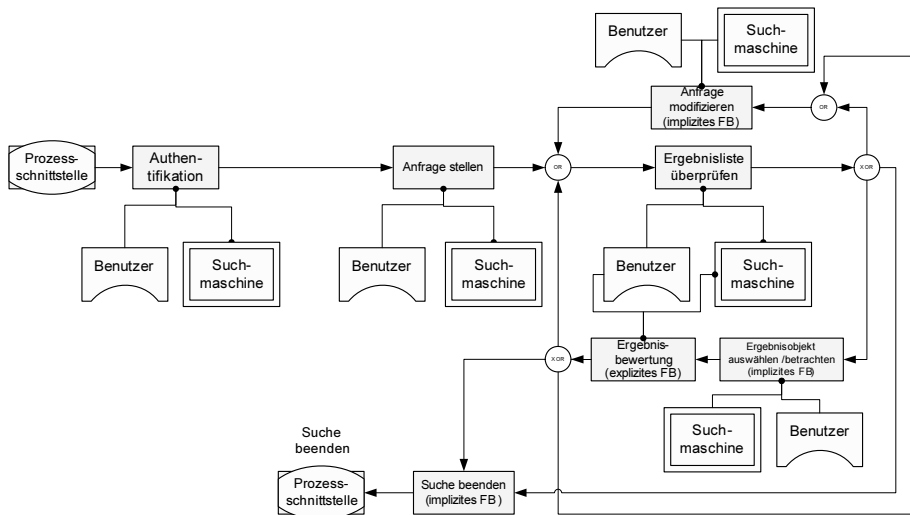 Benutzer
Such-
maschine
Anfrage
modifizieren
(implizites FB)
OR
Prozess-
schnittstelle
Authen-
tifikation
Anfrage stellen
OR
Ergebnisliste
überprüfen
XOR
Benutzer
Such-
maschine
Benutzer
Such-
maschine
Benutzer
Such-
maschine
XOR
Ergebnis-
bewertung
(explizites FB)
Ergebnisobjekt
auswählen /betrachten
(implizites FB)
Such-
maschine
Benutzer
Suche
beenden
Prozess-
schnittstelle
Suche beenden
(implizites FB)